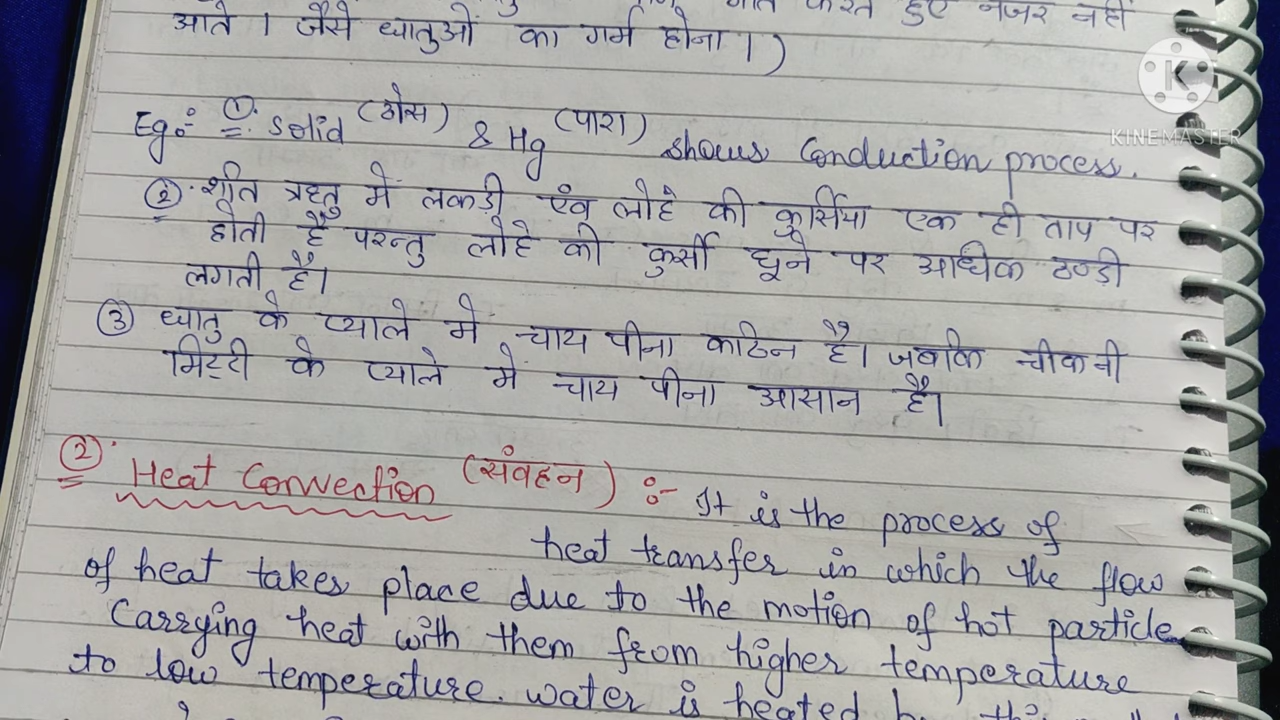 करते हुए नजर नहीं
आते । जैसे धातुओं का गर्म होना । )
KINEMASTER
Eg:- ①. Solid (ठोस) & Hg (पारा) shows Conduction process.
②. शीत ऋतु में लकड़ी एंव लोहे की कुर्सिया एक ही ताप पर
होती है परन्तु लोहे की कुर्सी छूने पर अधिक ठण्डी
लगती है।
③ धातु के प्याले में चाय पीना कठिन है। जबकि चीकनी
मिट्टी के प्याले में चाय पीना आसान है।
②. Heat Convection (संवहन) :- It is the process of
heat transfer in which the flow
of heat takes place due to the motion of hot particle
Carrying heat with them from higher temperature
to low temperature. water is heated